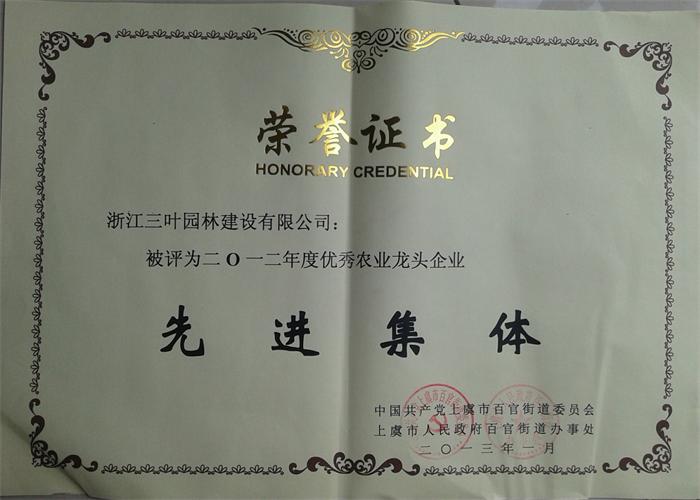 荣誉证书
HONORARY CREDENTIAL
浙江三叶园林建设有限公司：
被评为二O一二年度优秀农业龙头企业
先进集体
中国共产党上虞市百官街道委员会
上虞市人民政府百官街道办事处
二〇一三年一月